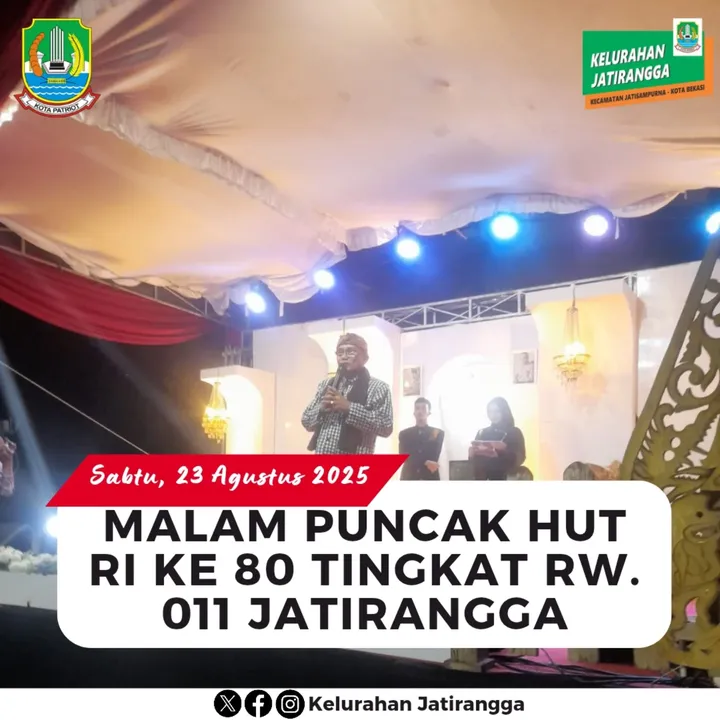 KOTA PATRIOT
KELURAHAN
JATIRANGGA
KECAMATAN JATISAMPURNA - KOTA BEKASI
Sabtu, 23 Agustus 2025
MALAM PUNCAK HUT
RI KE 80 TINGKAT RW.
011 JATIRANGGA
Kelurahan Jatirangga